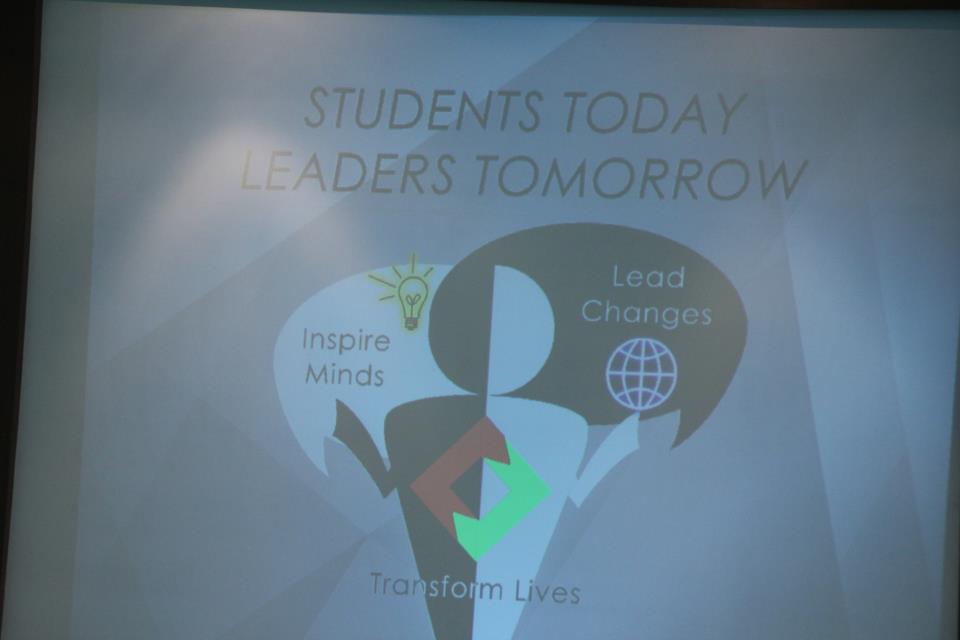 STUDENTS TODAY
LEADERS TOMORROW
Lead
Changes
Inspire
Minds
Transform Lives